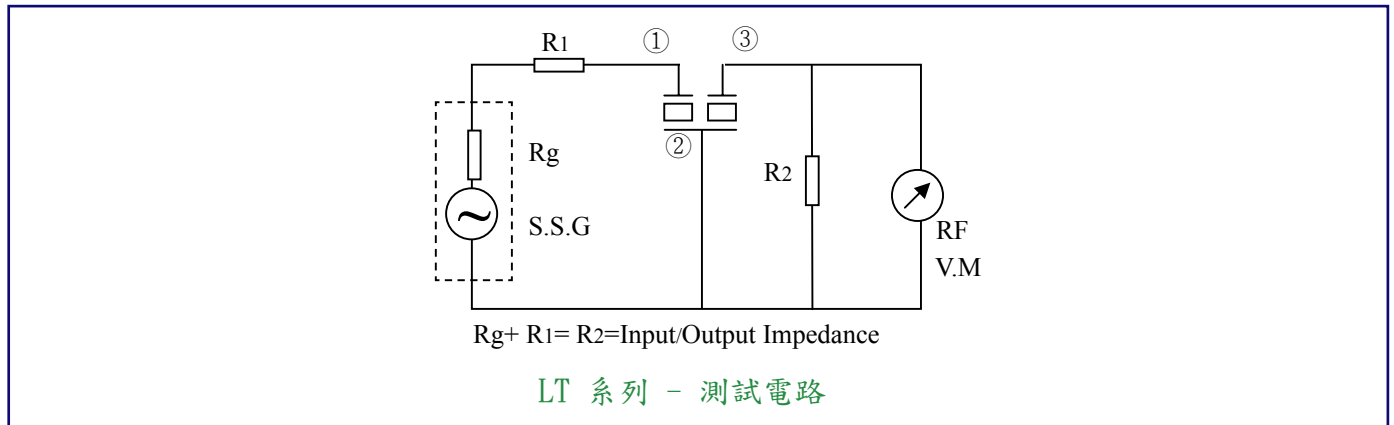 R1
①
③
②
Rg
S.S.G
R2
RF
V.M
Rg+ R1= R2=Input/Output Impedance
LT 系列 - 測試電路